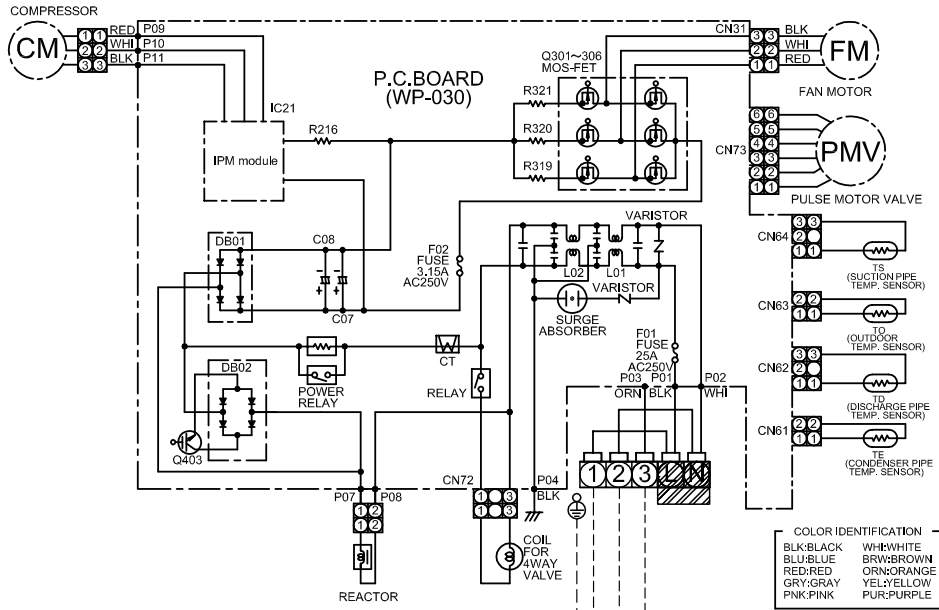 COMPRESSOR
CM
1 1 RED P09
2 2 WHI P10
3 3 BLK P11
P.C.BOARD
(WP-030)
IC21
IPM module
R216
Q301～306
MOS-FET
R321
R320
R319
CN31
3 3 BLK
2 2 WHI
1 1 RED
FM
FAN MOTOR
CN73
6 6
5 5
4 4
3 3
2 2
1 1
PMV
PULSE MOTOR VALVE
DB01
C08
C07
F02
FUSE
3.15A
AC250V
VARISTOR
L02
L01
VARISTOR
SURGE
ABSORBER
F01
FUSE
25A
AC250V
CN64
3 3
2
1 1
TS
(SUCTION PIPE
TEMP. SENSOR)
CN63
2 2
1 1
TO
(OUTDOOR
TEMP. SENSOR)
CN62
3 3
2
1 1
TD
(DISCHARGE PIPE
TEMP. SENSOR)
CN61
2 2
1 1
TE
(CONDENSER PIPE
TEMP. SENSOR)
DB02
POWER
RELAY
CT
RELAY
Q403
P03 P01 P02
ORN BLK WHI
1 2 3 L N
P07 P08
1 2
1 2
REACTOR
CN72
1 3
1 3
P04
BLK
COIL
FOR
4WAY
VALVE
COLOR IDENTIFICATION
BLK:BLACK WHI:WHITE
BLU:BLUE BRW:BROWN
RED:RED ORN:ORANGE
GRY:GRAY YEL:YELLOW
PNK:PINK PUR:PURPLE